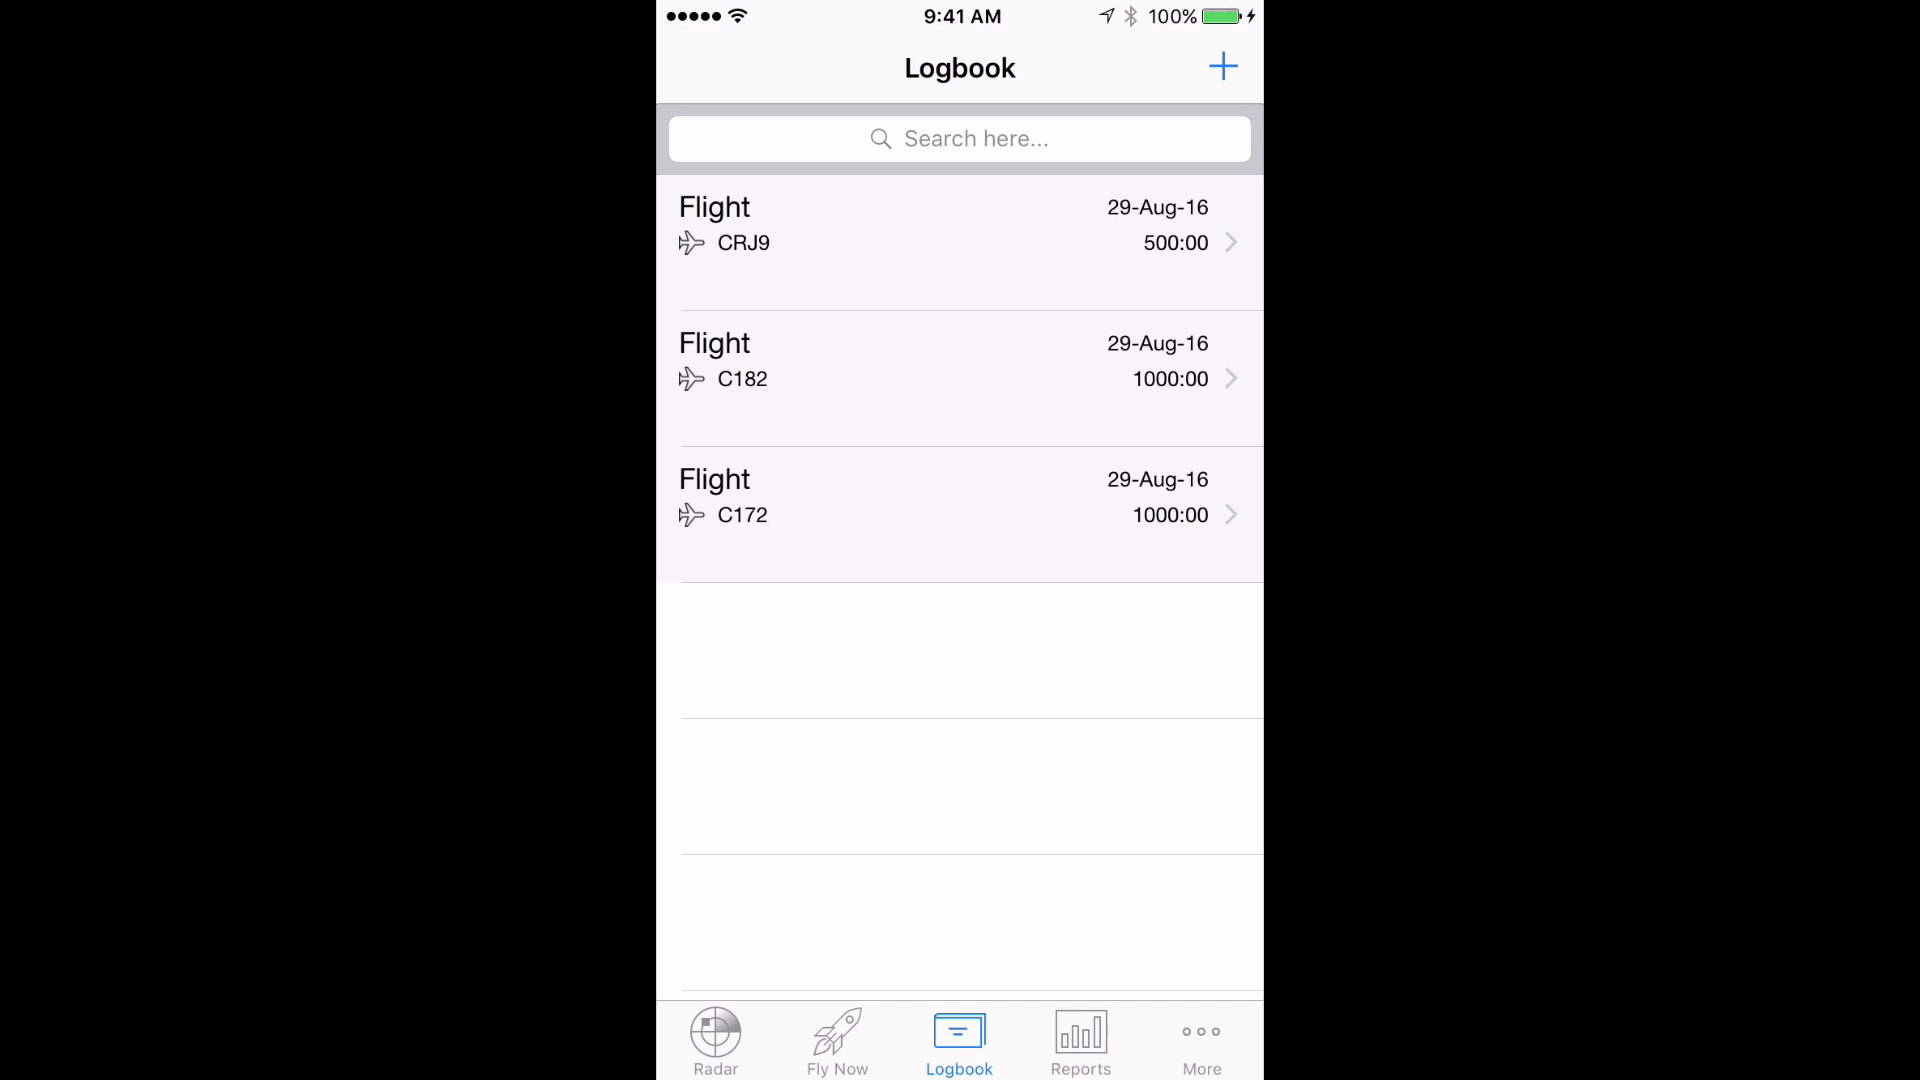 9:41 AM 100%
Logbook
Search here...
Flight 29-Aug-16
CRJ9 500:00
Flight 29-Aug-16
C182 1000:00
Flight 29-Aug-16
C172 1000:00
Radar Fly Now Logbook Reports More